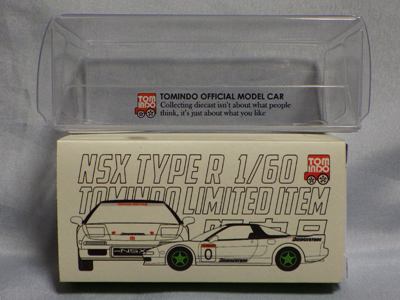 TOM
INDO
TOMINDO OFFICIAL MODEL CAR
Collecting diecast isn't about what people
think, it's just about what you like
NSX TYPE R 1/60
TOM
INDO
TOMINDO LIMITED ITEM
NSX
0
BRIDGESTONE